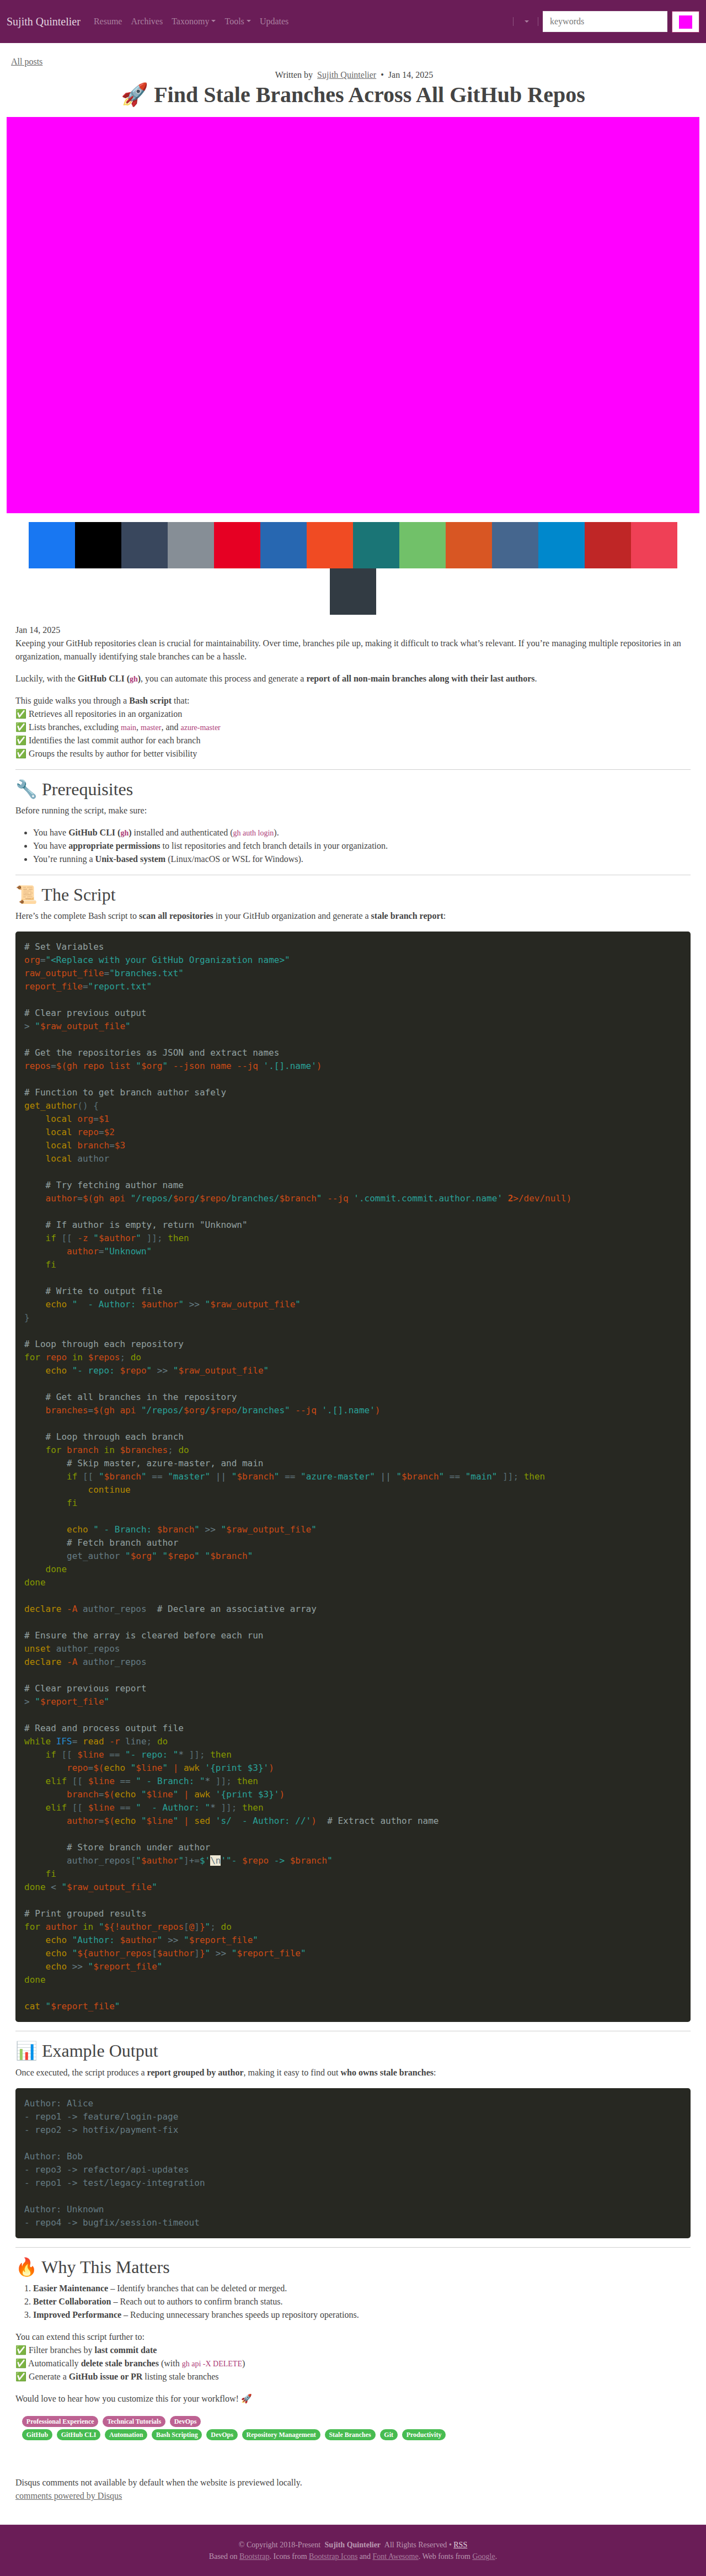 Sujith Quintelier Resume Archives Taxonomy Tools Updates keywords
All posts
Written by Sujith Quintelier • Jan 14, 2025
🚀 Find Stale Branches Across All GitHub Repos
Jan 14, 2025
Keeping your GitHub repositories clean is crucial for maintainability. Over time, branches pile up, making it difficult to track what’s relevant. If you’re managing multiple repositories in an
organization, manually identifying stale branches can be a hassle.
Luckily, with the GitHub CLI (gh), you can automate this process and generate a report of all non-main branches along with their last authors.
This guide walks you through a Bash script that:
✅ Retrieves all repositories in an organization
✅ Lists branches, excluding main, master, and azure-master
✅ Identifies the last commit author for each branch
✅ Groups the results by author for better visibility
🔧 Prerequisites
Before running the script, make sure:
• You have GitHub CLI (gh) installed and authenticated (gh auth login).
• You have appropriate permissions to list repositories and fetch branch details in your organization.
• You’re running a Unix-based system (Linux/macOS or WSL for Windows).
📜 The Script
Here’s the complete Bash script to scan all repositories in your GitHub organization and generate a stale branch report:
# Set Variables
org="<Replace with your GitHub Organization name>"
raw_output_file="branches.txt"
report_file="report.txt"
# Clear previous output
> "$raw_output_file"
# Get the repositories as JSON and extract names
repos=$(gh repo list "$org" --json name --jq '.[].name')
# Function to get branch author safely
get_author() {
    local org=$1
    local repo=$2
    local branch=$3
    local author
    # Try fetching author name
    author=$(gh api "/repos/$org/$repo/branches/$branch" --jq '.commit.commit.author.name' 2>/dev/null)
    # If author is empty, return "Unknown"
    if [[ -z "$author" ]]; then
        author="Unknown"
    fi
    # Write to output file
    echo "  - Author: $author" >> "$raw_output_file"
}
# Loop through each repository
for repo in $repos; do
    echo "- repo: $repo" >> "$raw_output_file"
    # Get all branches in the repository
    branches=$(gh api "/repos/$org/$repo/branches" --jq '.[].name')
    # Loop through each branch
    for branch in $branches; do
        # Skip master, azure-master, and main
        if [[ "$branch" == "master" || "$branch" == "azure-master" || "$branch" == "main" ]]; then
            continue
        fi
        echo " - Branch: $branch" >> "$raw_output_file"
        # Fetch branch author
        get_author "$org" "$repo" "$branch"
    done
done
declare -A author_repos  # Declare an associative array
# Ensure the array is cleared before each run
unset author_repos
declare -A author_repos
# Clear previous report
> "$report_file"
# Read and process output file
while IFS= read -r line; do
    if [[ $line == "- repo: "* ]]; then
        repo=$(echo "$line" | awk '{print $3}')
    elif [[ $line == " - Branch: "* ]]; then
        branch=$(echo "$line" | awk '{print $3}')
    elif [[ $line == "  - Author: "* ]]; then
        author=$(echo "$line" | sed 's/  - Author: //')  # Extract author name
        # Store branch under author
        author_repos["$author"]+=$'\n'"- $repo -> $branch"
    fi
done < "$raw_output_file"
# Print grouped results
for author in "${!author_repos[@]}"; do
    echo "Author: $author" >> "$report_file"
    echo "${author_repos[$author]}" >> "$report_file"
    echo >> "$report_file"
done
cat "$report_file"
📊 Example Output
Once executed, the script produces a report grouped by author, making it easy to find out who owns stale branches:
Author: Alice
- repo1 -> feature/login-page
- repo2 -> hotfix/payment-fix
Author: Bob
- repo3 -> refactor/api-updates
- repo1 -> test/legacy-integration
Author: Unknown
- repo4 -> bugfix/session-timeout
🔥 Why This Matters
1. Easier Maintenance – Identify branches that can be deleted or merged.
2. Better Collaboration – Reach out to authors to confirm branch status.
3. Improved Performance – Reducing unnecessary branches speeds up repository operations.
You can extend this script further to:
✅ Filter branches by last commit date
✅ Automatically delete stale branches (with gh api -X DELETE)
✅ Generate a GitHub issue or PR listing stale branches
Would love to hear how you customize this for your workflow! 🚀
Professional Experience Technical Tutorials DevOps
GitHub GitHub CLI Automation Bash Scripting DevOps Repository Management Stale Branches Git Productivity
Disqus comments not available by default when the website is previewed locally.
comments powered by Disqus
© Copyright 2018-Present Sujith Quintelier All Rights Reserved • RSS
Based on Bootstrap. Icons from Bootstrap Icons and Font Awesome. Web fonts from Google.